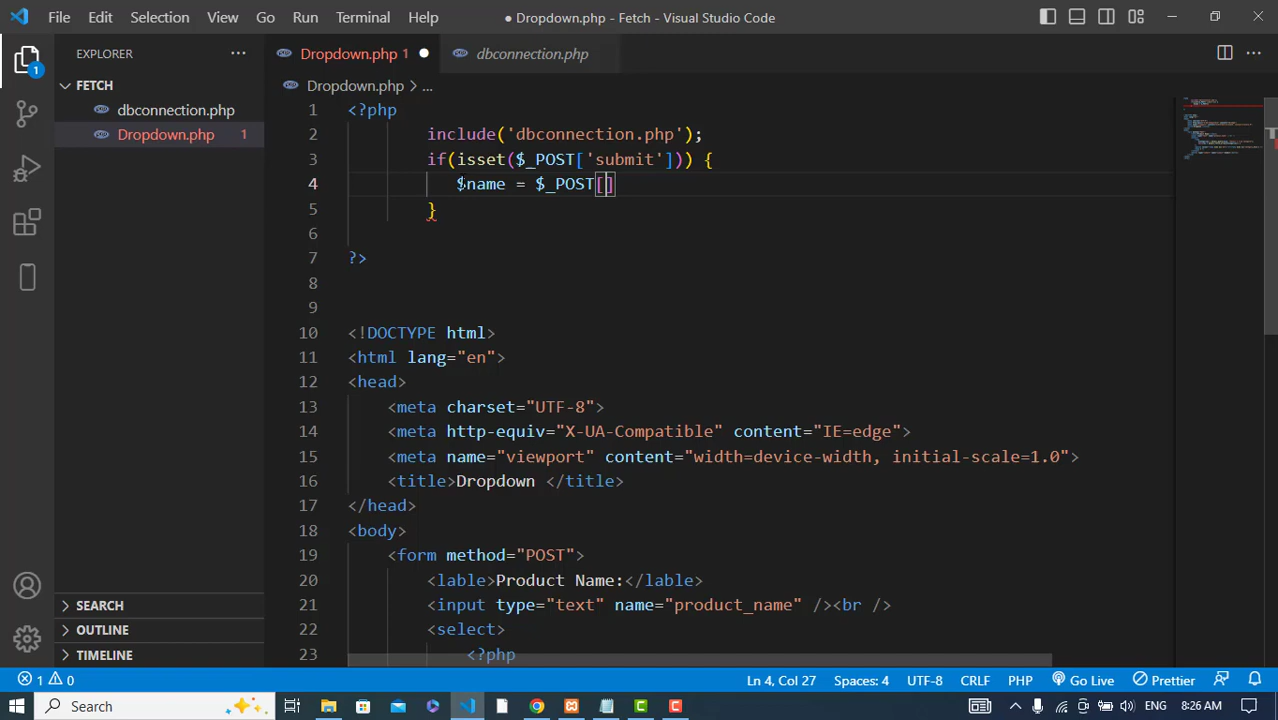 File Edit Selection View Go Run Terminal Help
● Dropdown.php - Fetch - Visual Studio Code
EXPLORER
Dropdown.php 1
dbconnection.php
FETCH
dbconnection.php
Dropdown.php 1
Dropdown.php > ...
1 <?php
2 include('dbconnection.php');
3 if(isset($_POST['submit'])) {
4 $name = $_POST[]
5 }
6
7 ?>
8
9
10 <!DOCTYPE html>
11 <html lang="en">
12 <head>
13 <meta charset="UTF-8">
14 <meta http-equiv="X-UA-Compatible" content="IE=edge">
15 <meta name="viewport" content="width=device-width, initial-scale=1.0">
16 <title>Dropdown </title>
17 </head>
18 <body>
19 <form method="POST">
20 <lable>Product Name:</lable>
21 <input type="text" name="product_name" /><br />
22 <select>
23 <?php
1
SEARCH
OUTLINE
TIMELINE
1 0
Ln 4, Col 27 Spaces: 4 UTF-8 CRLF PHP Go Live Prettier
Search
ENG 8:26 AM